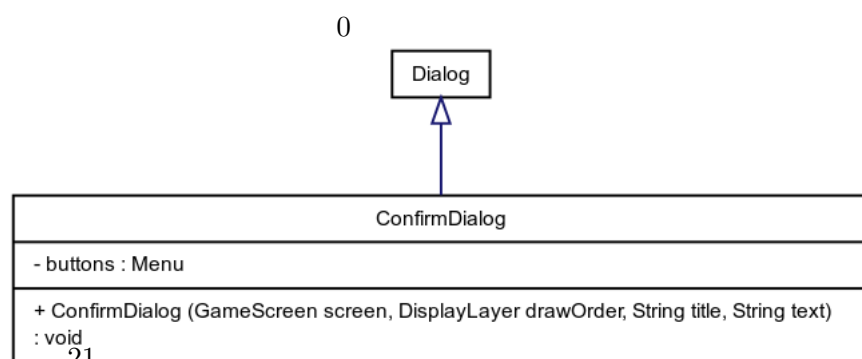 0
Dialog
ConfirmDialog
- buttons : Menu
+ ConfirmDialog (GameScreen screen, DisplayLayer drawOrder, String title, String text)
: void
21